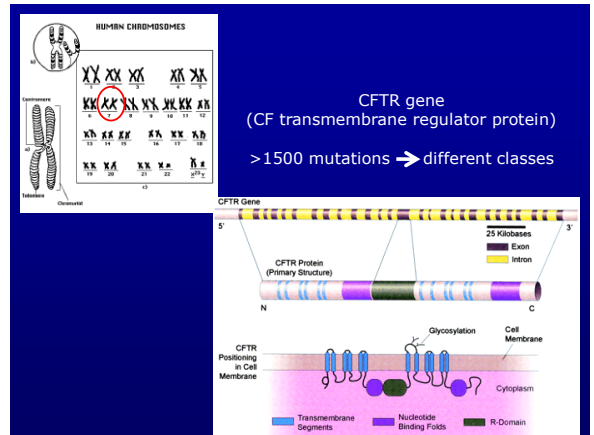 HUMAN CHROMOSOMES
b)
1 2 3 4 5
Centromere
6 7 8 9 10 11 12
a)
13 14 15 16 17 18
19 20 21 22 x 23 y
Telomere
Chromatid
c)
CFTR gene
(CF transmembrane regulator protein)
>1500 mutations → different classes
CFTR Gene
5' 3'
25 Kilobases
Exon
Intron
CFTR Protein
(Primary Structure)
N C
Glycosylation
Cell
Membrane
CFTR
Positioning
in Cell
Membrane
Cytoplasm
Transmembrane
Segments
Nucleotide
Binding Folds
R-Domain